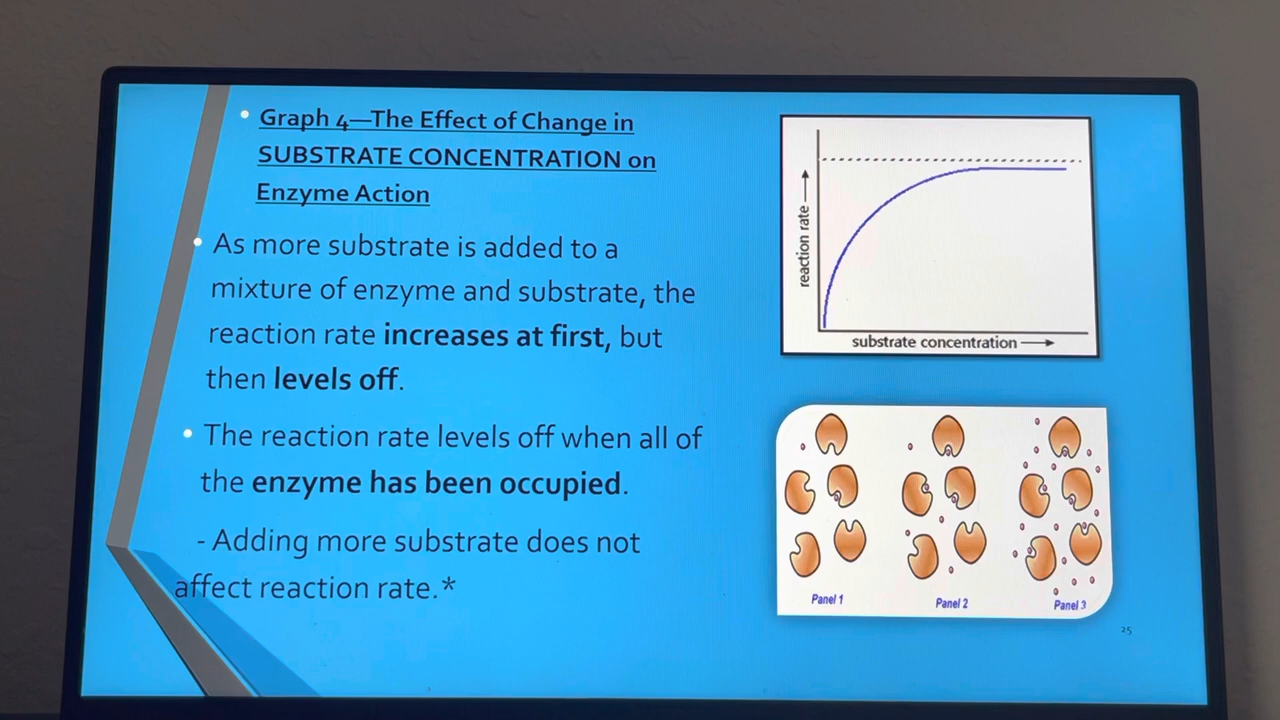 • Graph 4—The Effect of Change in
SUBSTRATE CONCENTRATION on
Enzyme Action
• As more substrate is added to a
mixture of enzyme and substrate, the
reaction rate increases at first, but
then levels off.
• The reaction rate levels off when all of
the enzyme has been occupied.
- Adding more substrate does not
affect reaction rate.*
reaction rate
substrate concentration
Panel 1
Panel 2
Panel 3
25